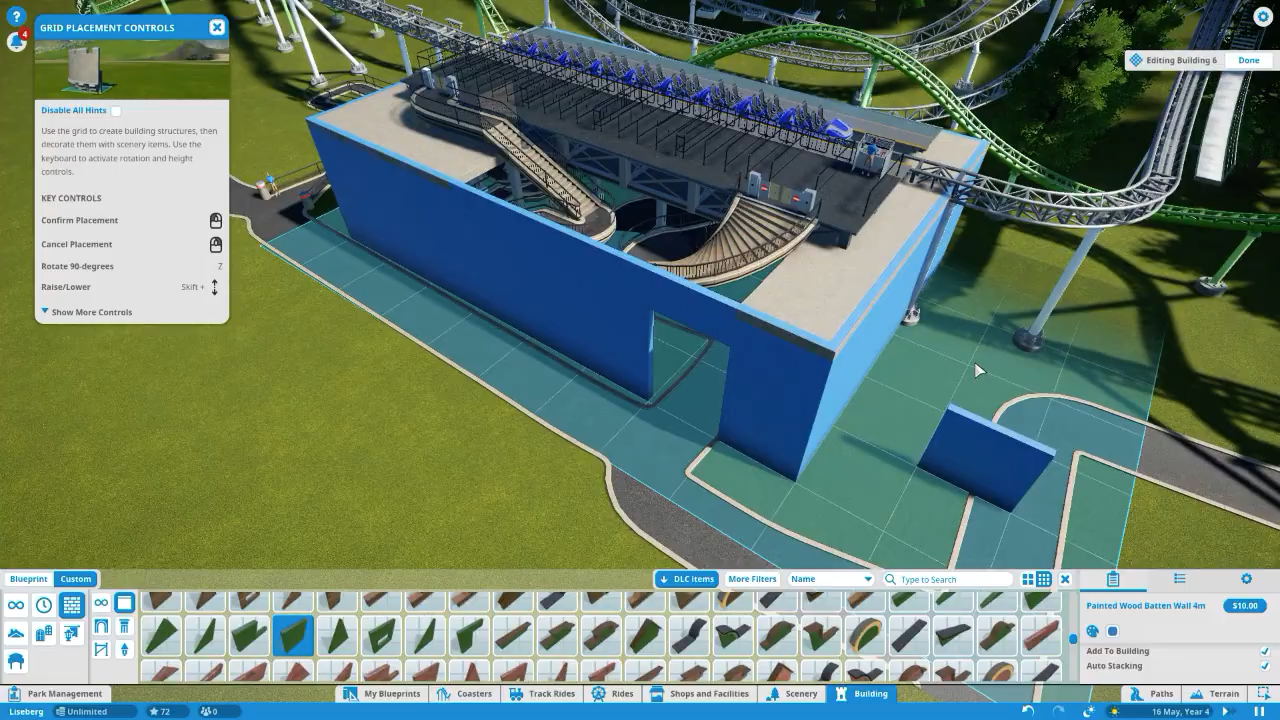 ?
GRID PLACEMENT CONTROLS
4
Disable All Hints
Use the grid to create building structures, then
decorate them with scenery items. Use the
keyboard to activate rotation and height
controls.
KEY CONTROLS
Confirm Placement
Cancel Placement
Rotate 90-degrees Z
Raise/Lower Skift +
Show More Controls
Editing Building 6 Done
Blueprint Custom
DLC Items More Filters Name Type to Search
Painted Wood Batten Wall 4m $10.00
Add To Building
Auto Stacking
Park Management My Blueprints Coasters Track Rides Rides Shops and Facilities Scenery Building Paths Terrain
Liseberg Unlimited 72 0 16 May, Year 4